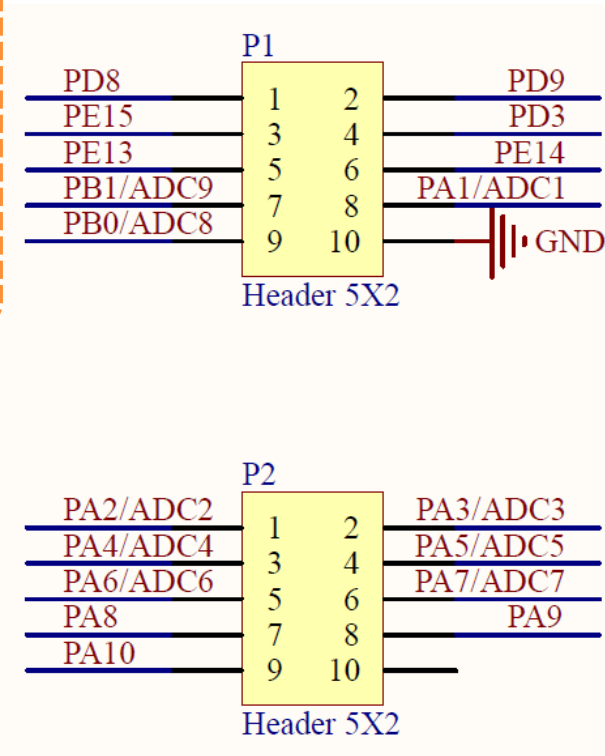 P1
PD8 1 2 PD9
PE15 3 4 PD3
PE13 5 6 PE14
PB1/ADC9 7 8 PA1/ADC1
PB0/ADC8 9 10 GND
Header 5X2
P2
PA2/ADC2 1 2 PA3/ADC3
PA4/ADC4 3 4 PA5/ADC5
PA6/ADC6 5 6 PA7/ADC7
PA8 7 8 PA9
PA10 9 10
Header 5X2